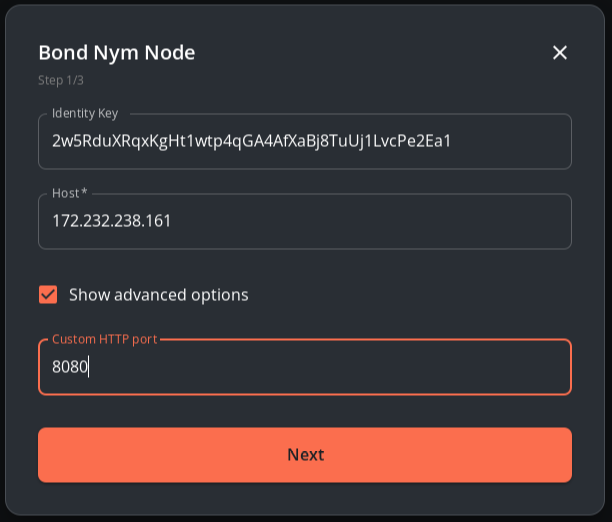 Bond Nym Node
Step 1/3
Identity Key
2w5RduXRqxKgHt1wtp4qGA4AfXaBj8TuUj1LvcPe2Ea1
Host *
172.232.238.161
Show advanced options
Custom HTTP port
8080
Next